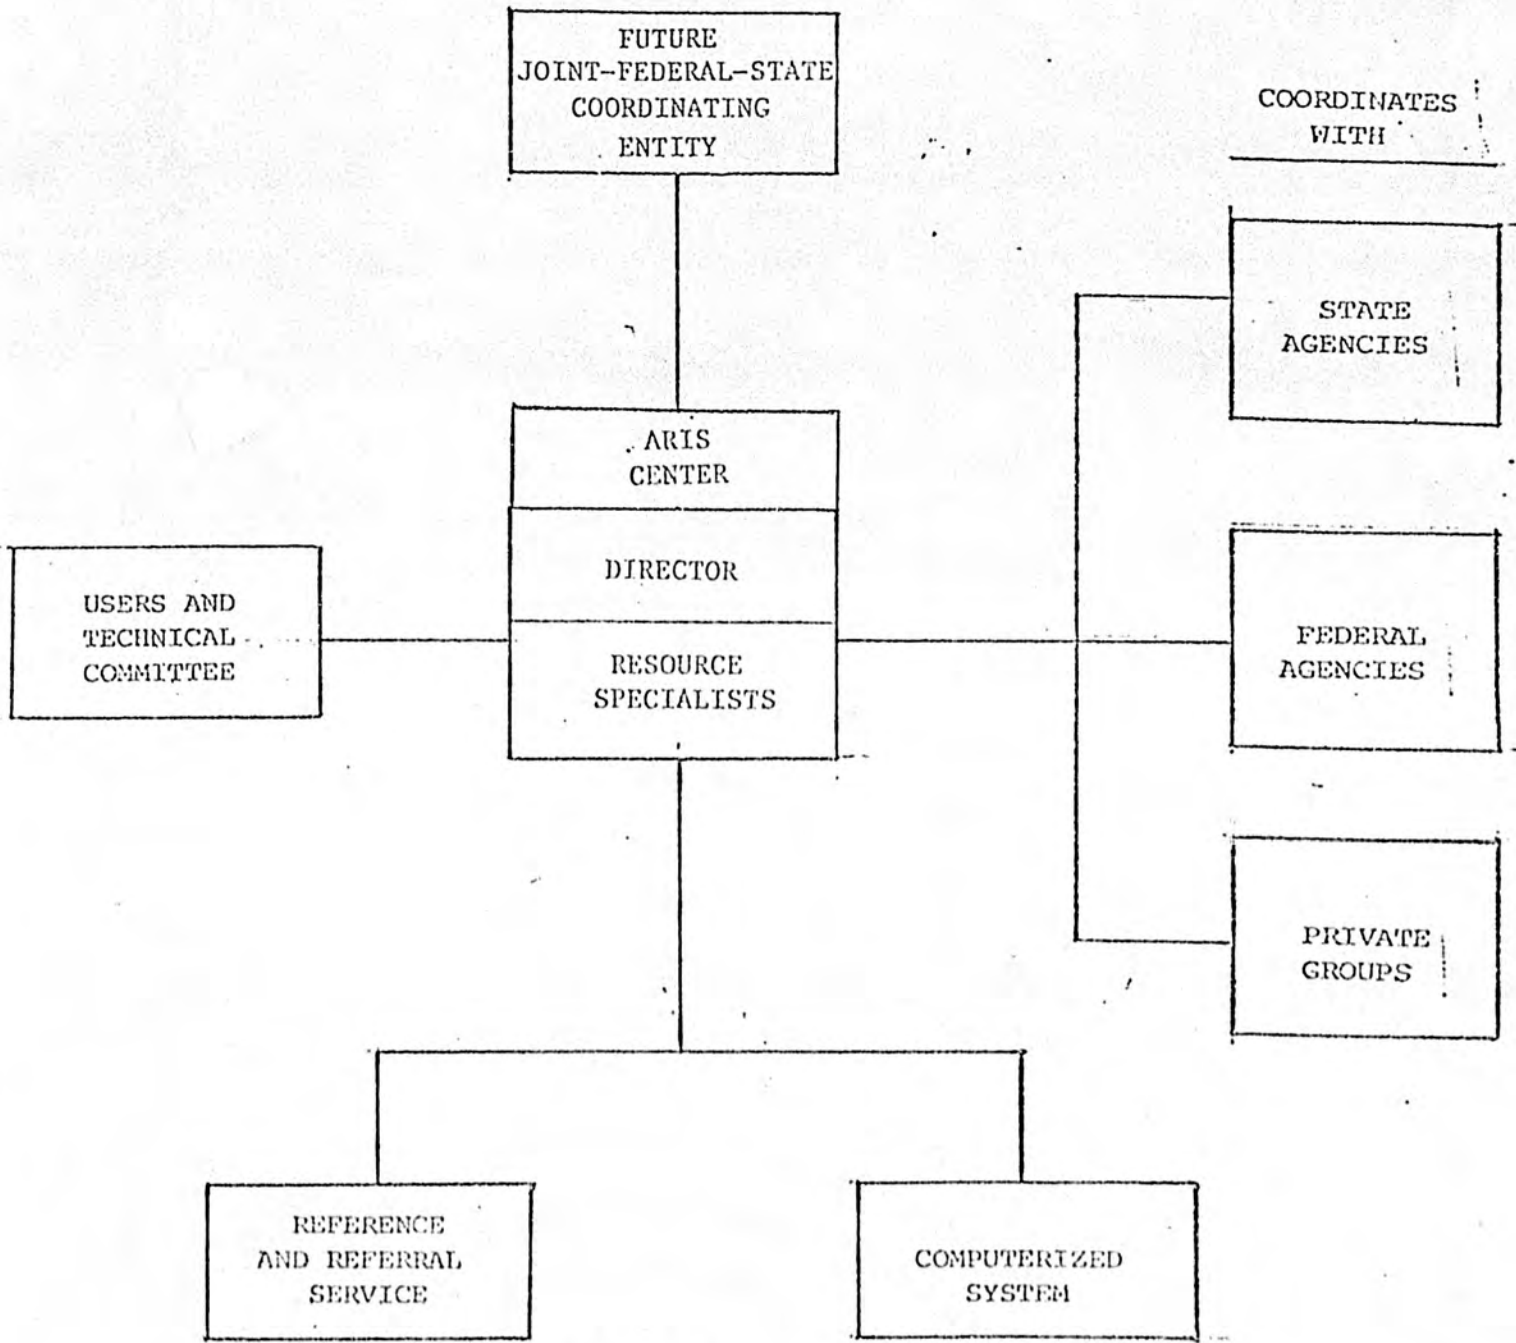 FUTURE
JOINT-FEDERAL-STATE
COORDINATING
ENTITY
COORDINATES
WITH
STATE
AGENCIES
ARIS
CENTER
DIRECTOR
RESOURCE
SPECIALISTS
USERS AND
TECHNICAL
COMMITTEE
FEDERAL
AGENCIES
PRIVATE
GROUPS
REFERENCE
AND REFERRAL
SERVICE
COMPUTERIZED
SYSTEM